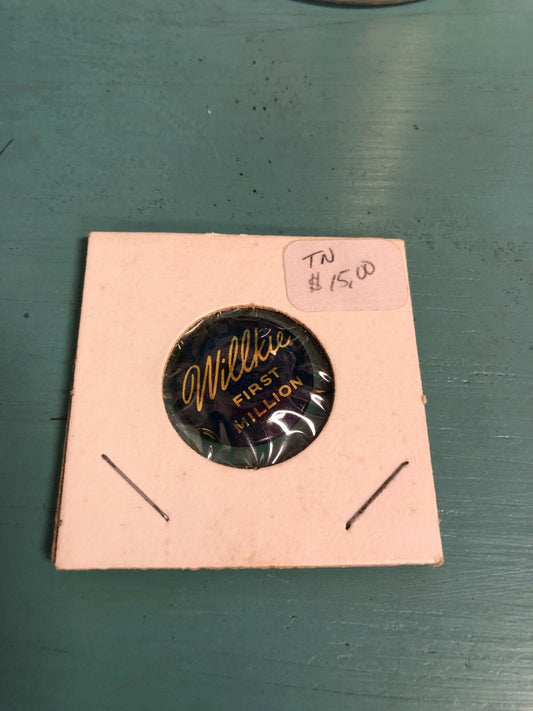 TN
$15.00
Willkie
FIRST
MILLION